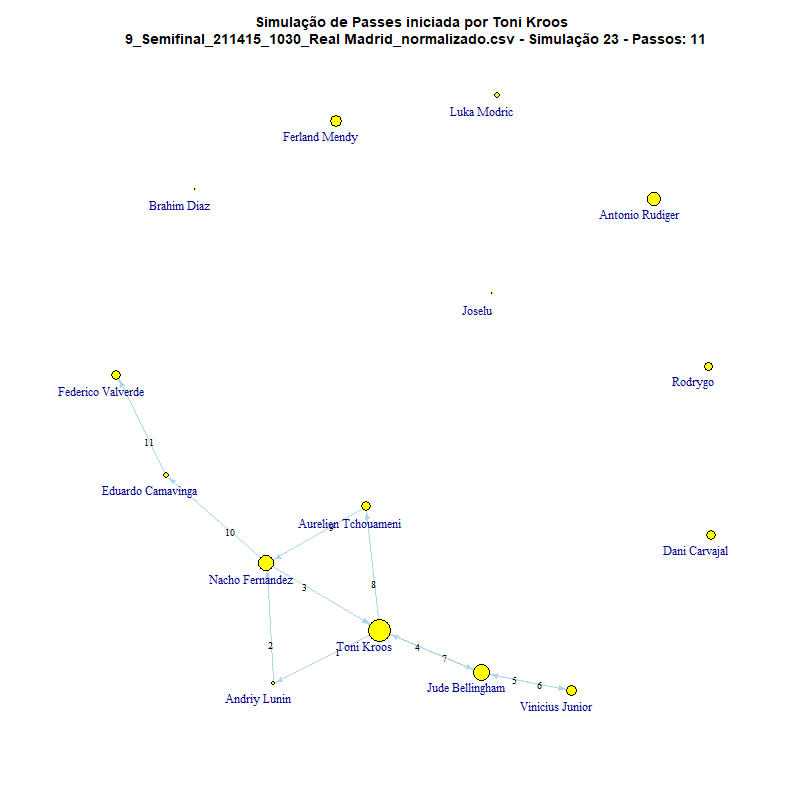 Simulação de Passes iniciada por Toni Kroos
9_Semifinal_211415_1030_Real Madrid_normalizado.csv - Simulação 23 - Passos: 11
Luka Modric
Ferland Mendy
Brahim Diaz
Antonio Rudiger
Joselu
Rodrygo
Federico Valverde
11
Eduardo Camavinga
Aurelien Tchouameni
9
10
Dani Carvajal
Nacho Fernandez
8
3
2
Toni Kroos
4
1
7
5
6
Jude Bellingham
Andriy Lunin
Vinicius Junior